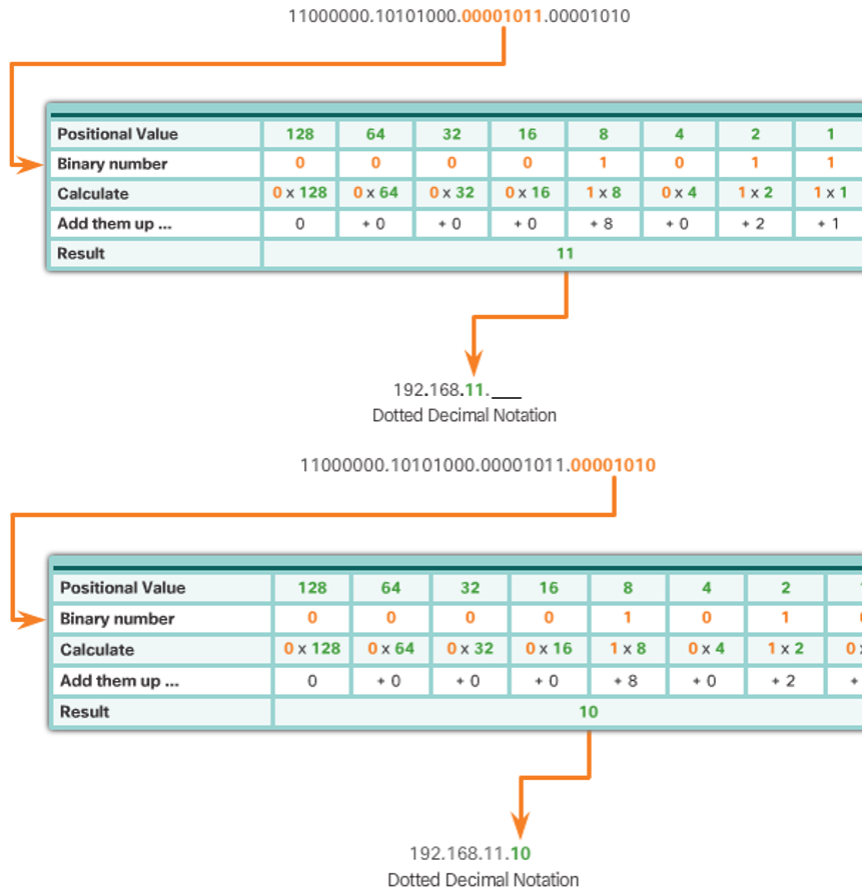 11000000.10101000.00001011.00001010
Positional Value 128 64 32 16 8 4 2 1
Binary number 0 0 0 0 1 0 1 1
Calculate 0 x 128 0 x 64 0 x 32 0 x 16 1 x 8 0 x 4 1 x 2 1 x 1
Add them up ... 0 + 0 + 0 + 0 + 8 + 0 + 2 + 1
Result 11
192.168.11.___
Dotted Decimal Notation
11000000.10101000.00001011.00001010
Positional Value 128 64 32 16 8 4 2
Binary number 0 0 0 0 1 0 1
Calculate 0 x 128 0 x 64 0 x 32 0 x 16 1 x 8 0 x 4 1 x 2 0
Add them up ... 0 + 0 + 0 + 0 + 8 + 0 + 2 +
Result 10
192.168.11.10
Dotted Decimal Notation